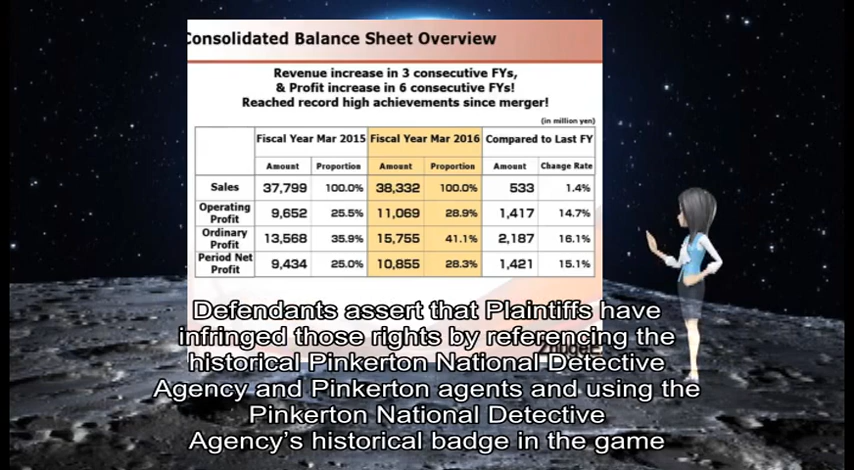 Consolidated Balance Sheet Overview
Revenue increase in 3 consecutive FYs,
& Profit increase in 6 consecutive FYs!
Reached record high achievements since merger!
(in million yen)
Fiscal Year Mar 2015 Fiscal Year Mar 2016 Compared to Last FY
Amount Proportion Amount Proportion Amount Change Rate
Sales 37,799 100.0% 38,332 100.0% 533 1.4%
Operating Profit 9,652 25.5% 11,069 28.9% 1,417 14.7%
Ordinary Profit 13,568 35.9% 15,755 41.1% 2,187 16.1%
Period Net Profit 9,434 25.0% 10,855 28.3% 1,421 15.1%
Defendants assert that Plaintiffs have
infringed those rights by referencing the
historical Pinkerton National Detective
Agency and Pinkerton agents and using the
Pinkerton National Detective
Agency’s historical badge in the game